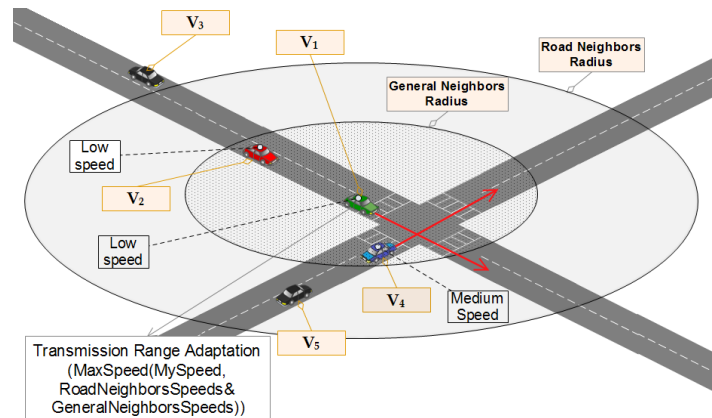 V3
V1
Road Neighbors
Radius
General Neighbors
Radius
Low
speed
V2
Low
speed
V4
Medium
Speed
V5
Transmission Range Adaptation
(MaxSpeed(MySpeed,
RoadNeighborsSpeeds&
GeneralNeighborsSpeeds))